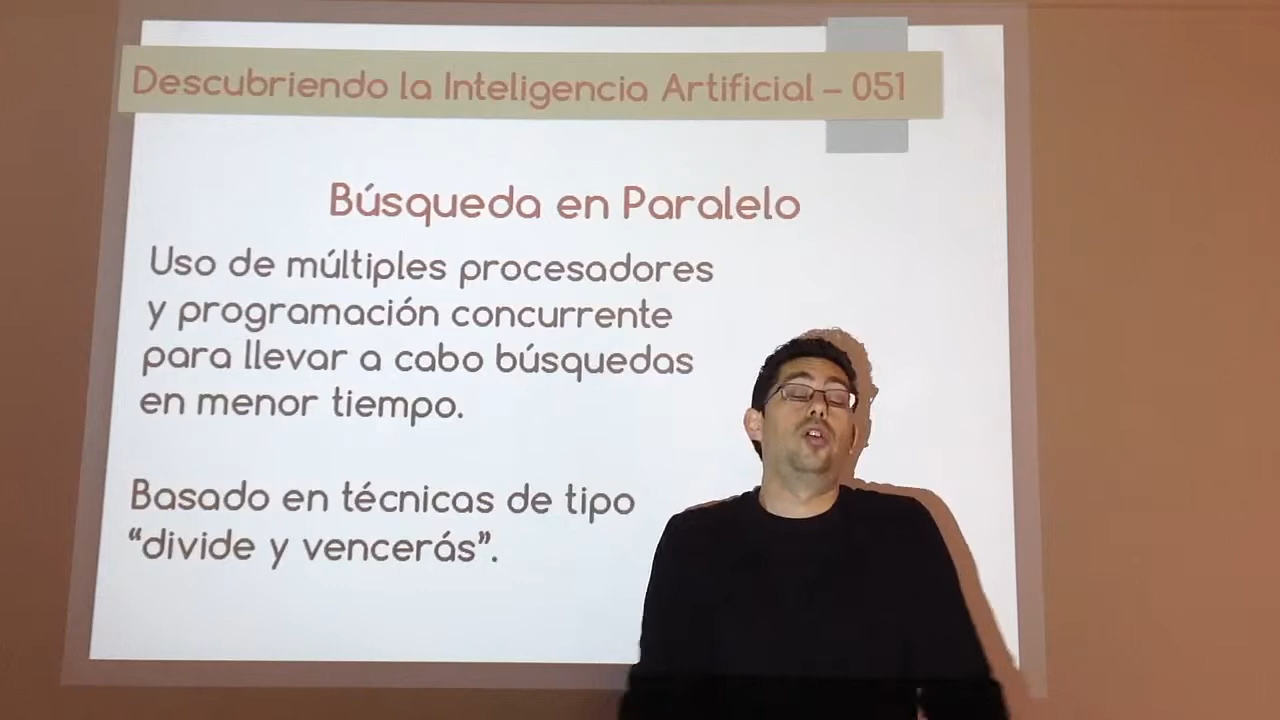 Descubriendo la Inteligencia Artificial – 051
Búsqueda en Paralelo
Uso de múltiples procesadores
y programación concurrente
para llevar a cabo búsquedas
en menor tiempo.
Basado en técnicas de tipo
“divide y vencerás”.